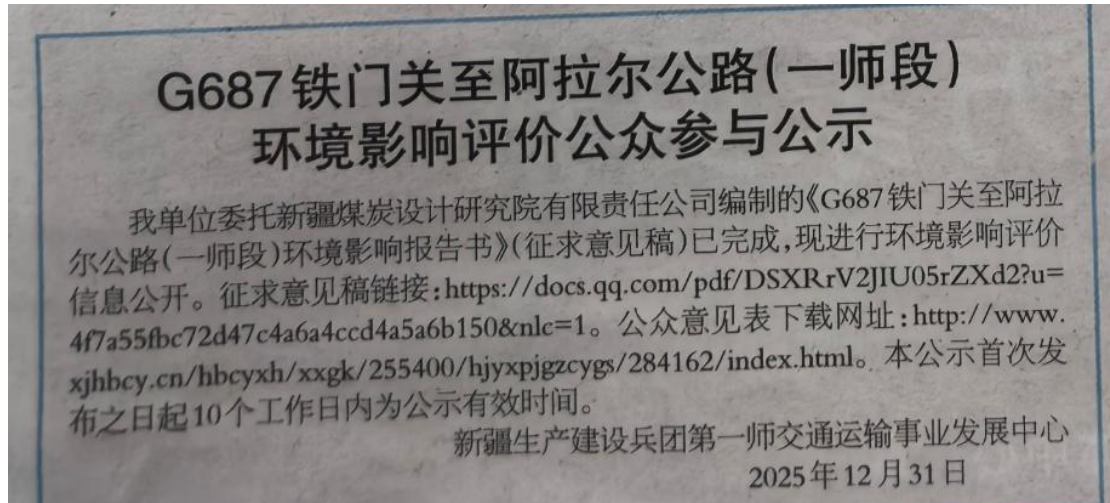 G687铁门关至阿拉尔公路(一师段)
环境影响评价公众参与公示
我单位委托新疆煤炭设计研究院有限责任公司编制的《G687铁门关至阿拉
尔公路(一师段)环境影响报告书》(征求意见稿)已完成,现进行环境影响评价
信息公开。征求意见稿链接:https://docs.qq.com/pdf/DSXRrV2JIU05rZXd2?u=
4f7a55fbc72d47c4a6a4ccd4a5a6b150&nlc=1。公众意见表下载网址:http://www.
xjhbcy.cn/hbcyxh/xxgk/255400/hjyxpjgzcygs/284162/index.html。本公示首次发
布之日起10个工作日内为公示有效时间。
新疆生产建设兵团第一师交通运输事业发展中心
2025年12月31日